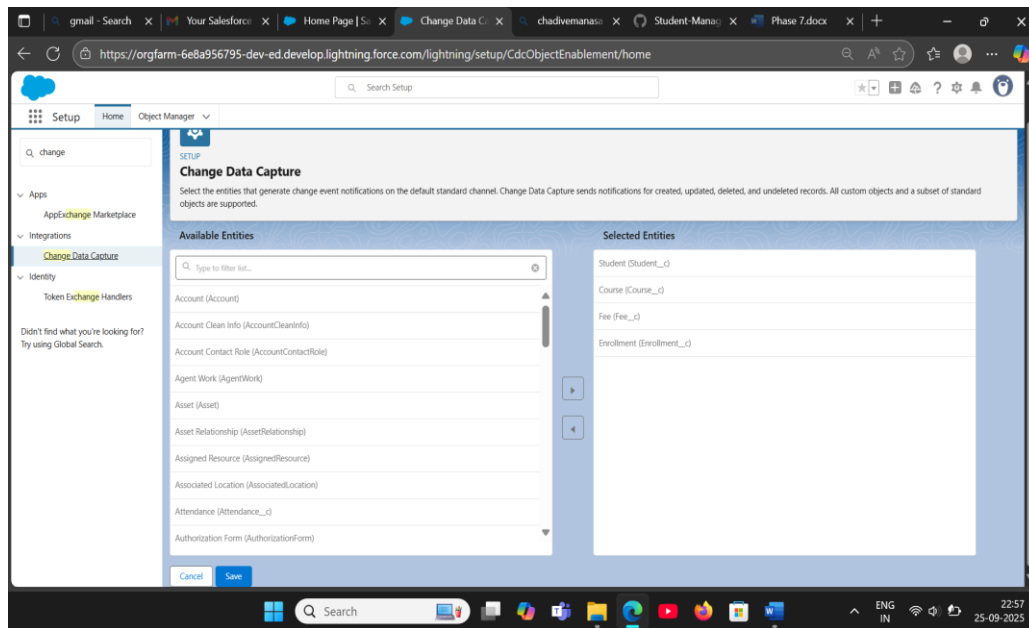 gmail - Search
Your Salesforce
Home Page | Sa
Change Data C
chadivemanasa
Student-Manag
Phase 7.docx
https://orgfarm-6e8a956795-dev-ed.develop.lightning.force.com/lightning/setup/CdcObjectEnablement/home
Search Setup
Setup
Home
Object Manager
change
Apps
AppExchange Marketplace
Integrations
Change Data Capture
Identity
Token Exchange Handlers
Didn't find what you're looking for?
Try using Global Search.
SETUP
Change Data Capture
Select the entities that generate change event notifications on the default standard channel. Change Data Capture sends notifications for created, updated, deleted, and undeleted records. All custom objects and a subset of standard
objects are supported.
Available Entities
Type to filter list...
Account (Account)
Account Clean Info (AccountCleanInfo)
Account Contact Role (AccountContactRole)
Agent Work (AgentWork)
Asset (Asset)
Asset Relationship (AssetRelationship)
Assigned Resource (AssignedResource)
Associated Location (AssociatedLocation)
Attendance (Attendance__c)
Authorization Form (AuthorizationForm)
Selected Entities
Student (Student__c)
Course (Course__c)
Fee (Fee__c)
Enrollment (Enrollment__c)
Cancel
Save
Search
ENG
IN
22:57
25-09-2025